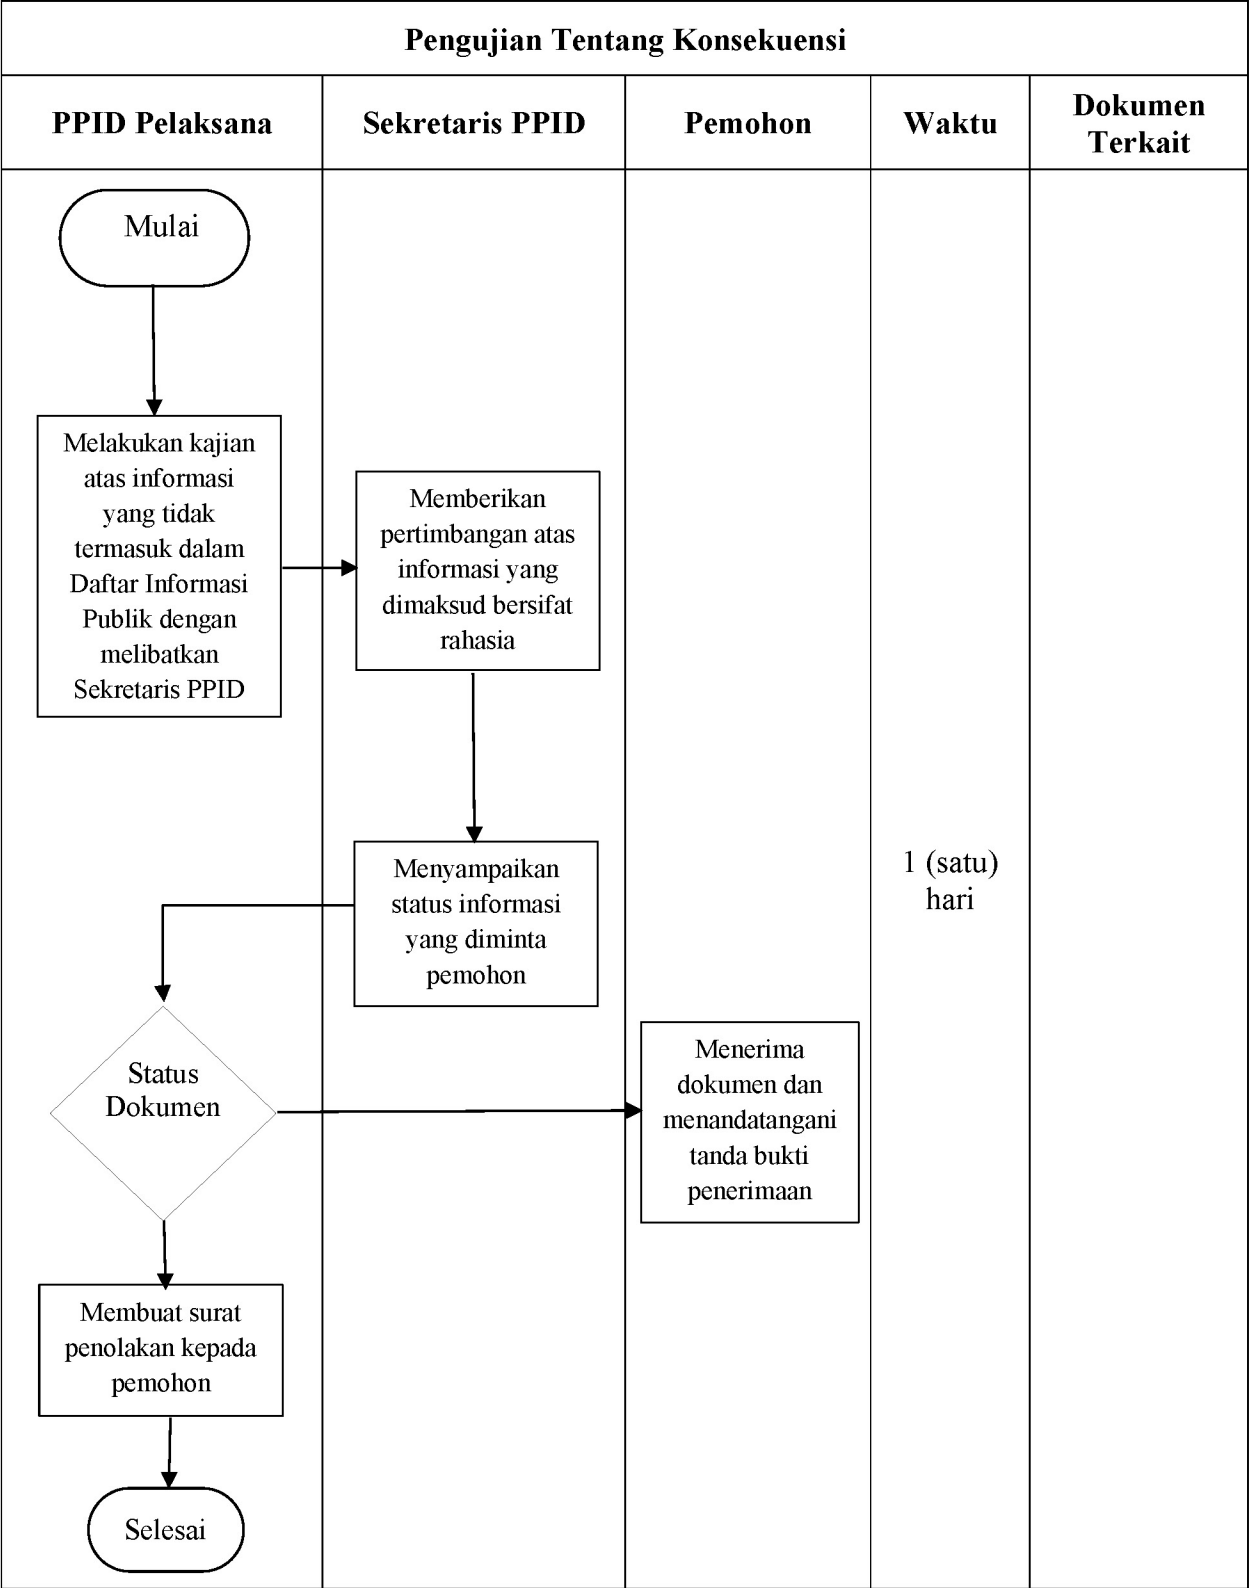 Pengujian Tentang Konsekuensi
PPID Pelaksana
Sekretaris PPID
Pemohon
Waktu
Dokumen
Terkait
Mulai
Melakukan kajian
atas informasi
yang tidak
termasuk dalam
Daftar Informasi
Publik dengan
melibatkan
Sekretaris PPID
Memberikan
pertimbangan atas
informasi yang
dimaksud bersifat
rahasia
Menyampaikan
status informasi
yang diminta
pemohon
1 (satu)
hari
Status
Dokumen
Menerima
dokumen dan
menandatangani
tanda bukti
penerimaan
Membuat surat
penolakan kepada
pemohon
Selesai